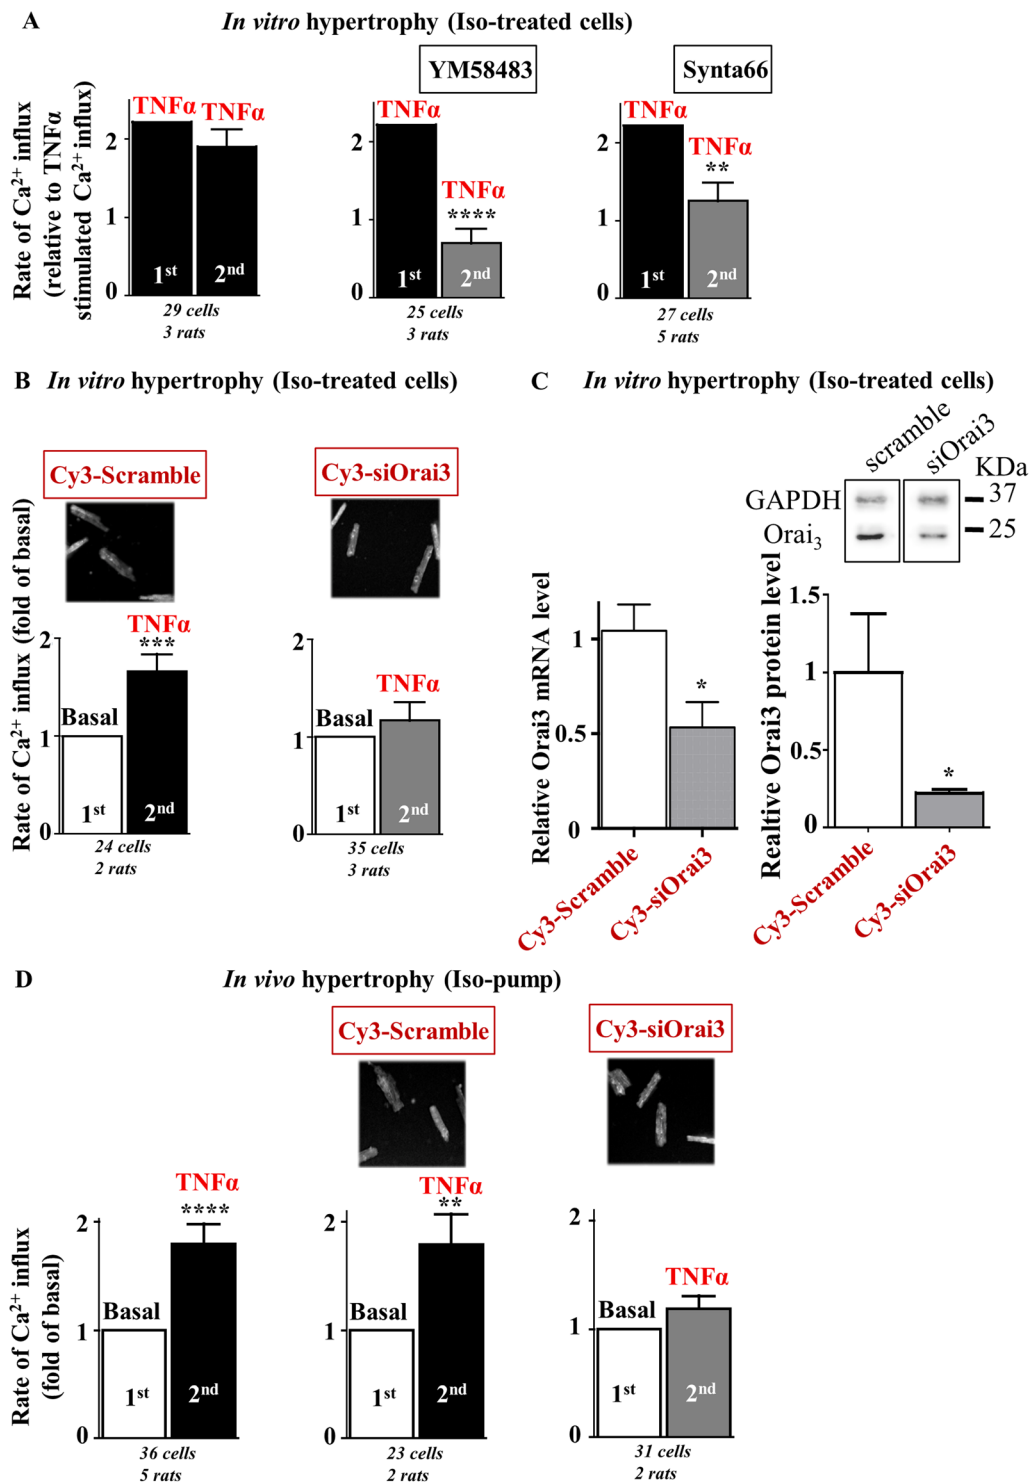 A In vitro hypertrophy (Iso-treated cells)
YM58483
Synta66
Rate of Ca²⁺ influx
(relative to TNFα
stimulated Ca²⁺ influx)
2
1
0
TNFα TNFα
1st 2nd
29 cells
3 rats
2
1
0
TNFα
TNFα
****
1st 2nd
25 cells
3 rats
2
1
0
TNFα
TNFα
**
1st 2nd
27 cells
5 rats
B In vitro hypertrophy (Iso-treated cells)
Cy3-Scramble
Cy3-siOrai3
Rate of Ca²⁺ influx (fold of basal)
2
1
0
TNFα
***
Basal
1st 2nd
24 cells
2 rats
2
1
0
TNFα
Basal
1st 2nd
35 cells
3 rats
C In vitro hypertrophy (Iso-treated cells)
scramble
siOrai3
KDa
GAPDH
37
Orai₃
25
Relative Orai3 mRNA level
1
0.5
0
*
Cy3-Scramble
Cy3-siOrai3
Realtive Orai3 protein level
1.5
1
0.5
0
*
Cy3-Scramble
Cy3-siOrai3
D In vivo hypertrophy (Iso-pump)
Cy3-Scramble
Cy3-siOrai3
Rate of Ca²⁺ influx
(fold of basal)
2
1
0
TNFα
****
Basal
1st 2nd
36 cells
5 rats
2
1
0
TNFα
**
Basal
1st 2nd
23 cells
2 rats
2
1
0
TNFα
Basal
1st 2nd
31 cells
2 rats